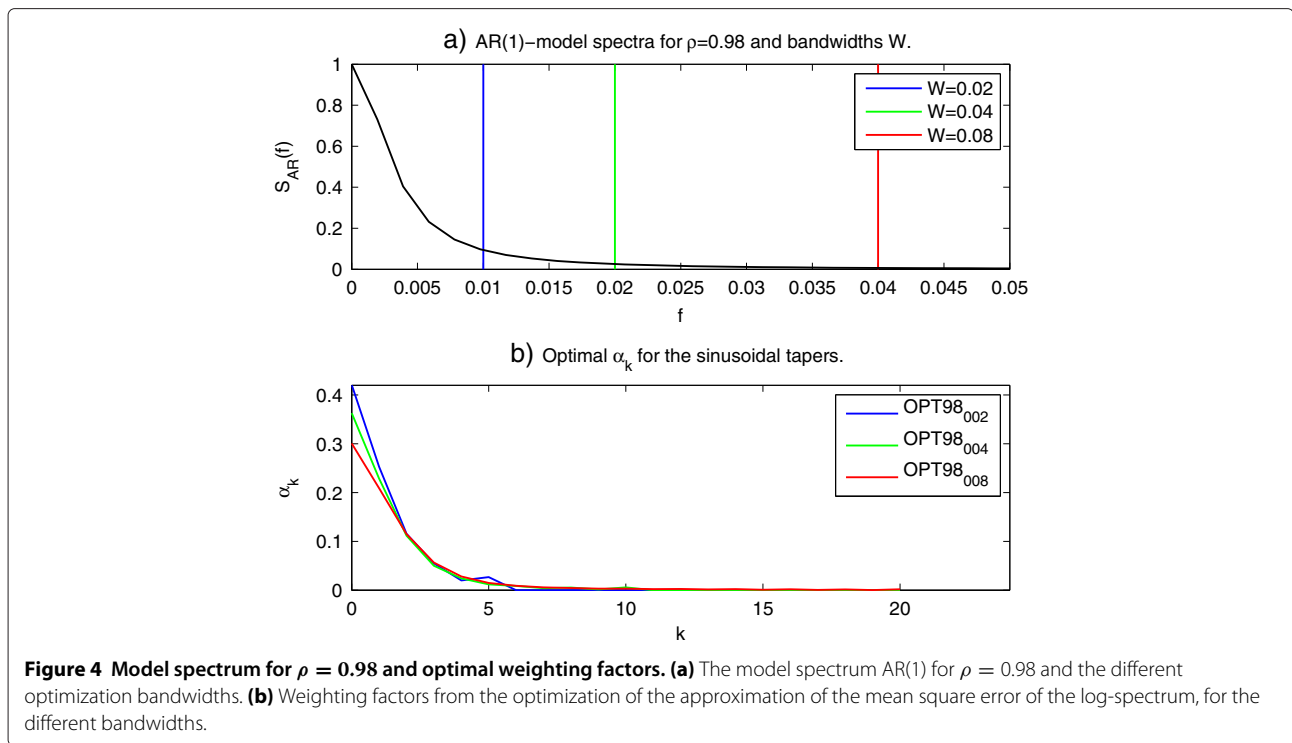 a) AR(1)−model spectra for ρ=0.98 and bandwidths W.
S_AR(f)
1
0.8
0.6
0.4
0.2
0
W=0.02
W=0.04
W=0.08
0 0.005 0.01 0.015 0.02 0.025 0.03 0.035 0.04 0.045 0.05
f
b) Optimal α_k for the sinusoidal tapers.
α_k
0.4
0.3
0.2
0.1
0
OPT98_002
OPT98_004
OPT98_008
0 5 10 15 20
k
Figure 4 Model spectrum for ρ = 0.98 and optimal weighting factors. (a) The model spectrum AR(1) for ρ = 0.98 and the different
optimization bandwidths. (b) Weighting factors from the optimization of the approximation of the mean square error of the log-spectrum, for the
different bandwidths.